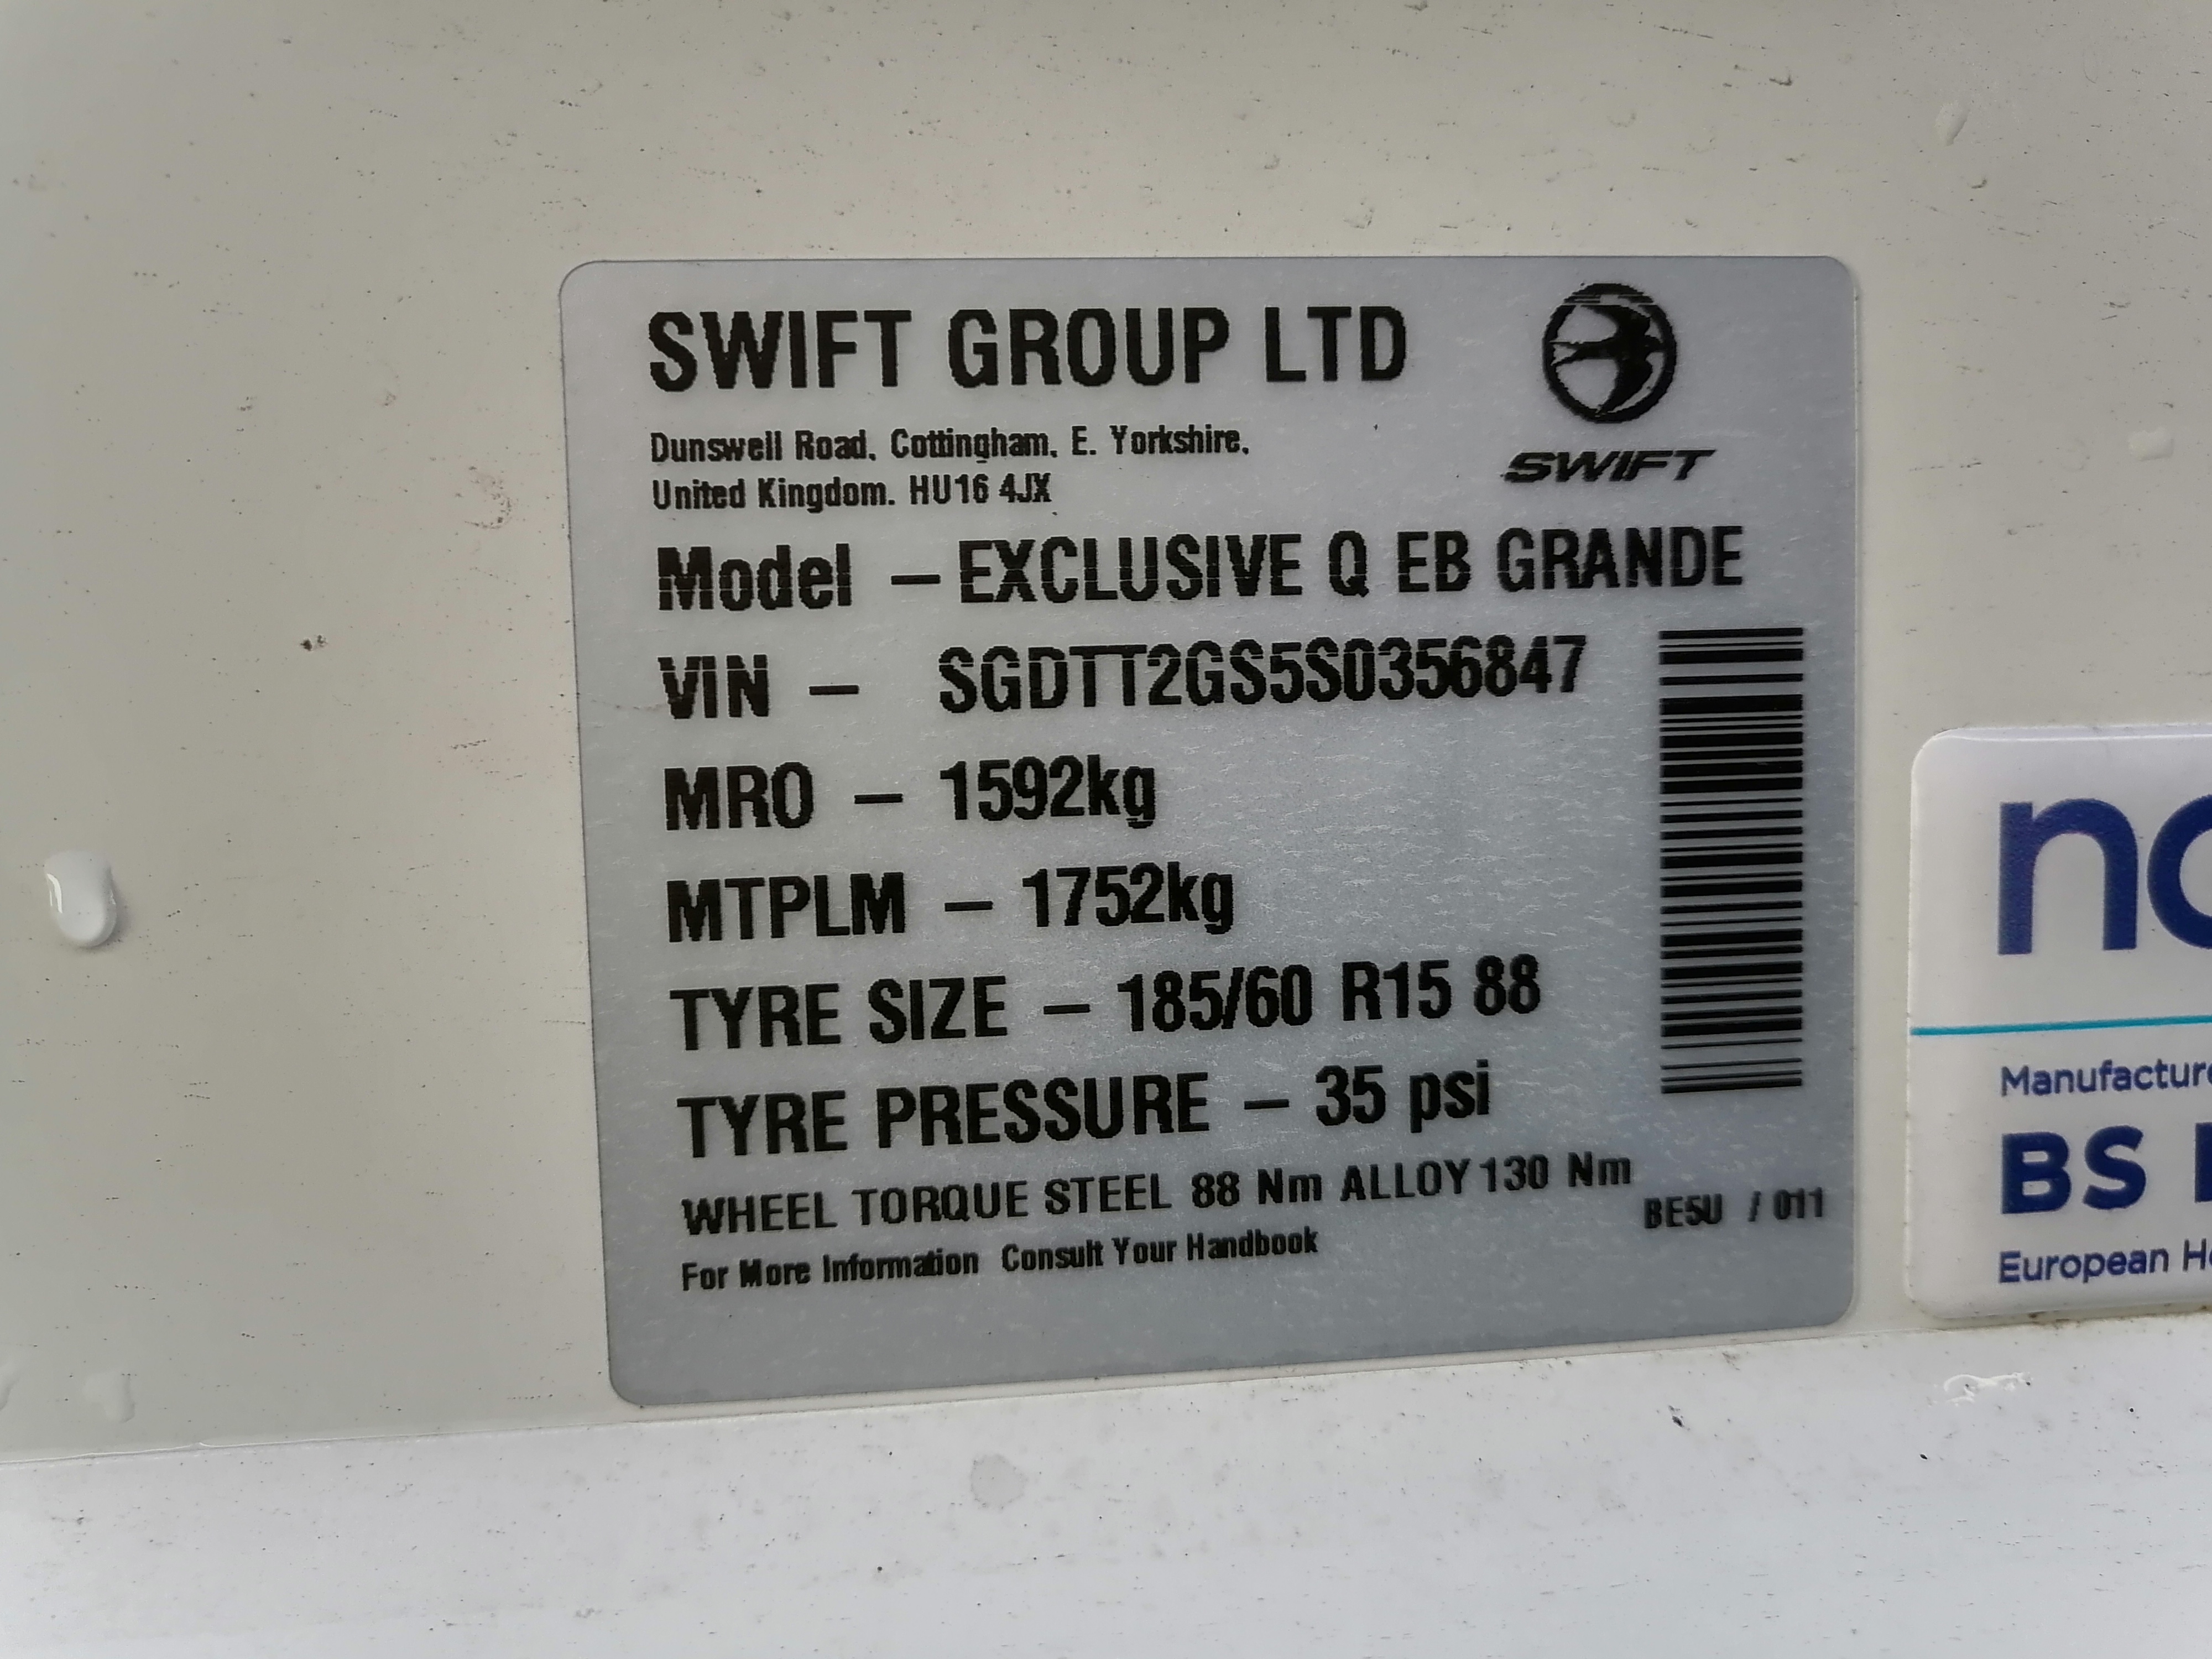 SWIFT GROUP LTD
SWIFT
Dunswell Road, Cottingham, E. Yorkshire,
United Kingdom. HU16 4JX
Model – EXCLUSIVE Q EB GRANDE
VIN – SGDTT2GS5S0356847
MRO – 1592kg
MTPLM – 1752kg
TYRE SIZE – 185/60 R15 88
TYRE PRESSURE – 35 psi
WHEEL TORQUE STEEL 88 Nm ALLOY 130 Nm
BE5U / 011
For More Information Consult Your Handbook
BS
European